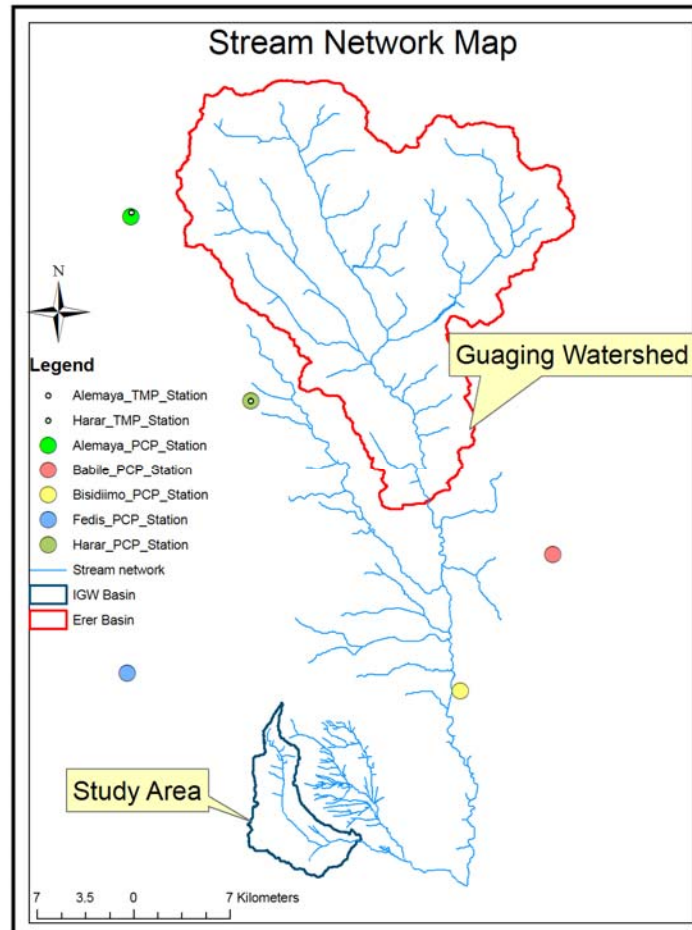 Stream Network Map
N
Guaging Watershed
Legend
Alemaya_TMP_Station
Harar_TMP_Station
Alemaya_PCP_Station
Babile_PCP_Station
Bisidiimo_PCP_Station
Fedis_PCP_Station
Harar_PCP_Station
Stream network
IGW Basin
Erer Basin
Study Area
7 3.5 0 7 Kilometers